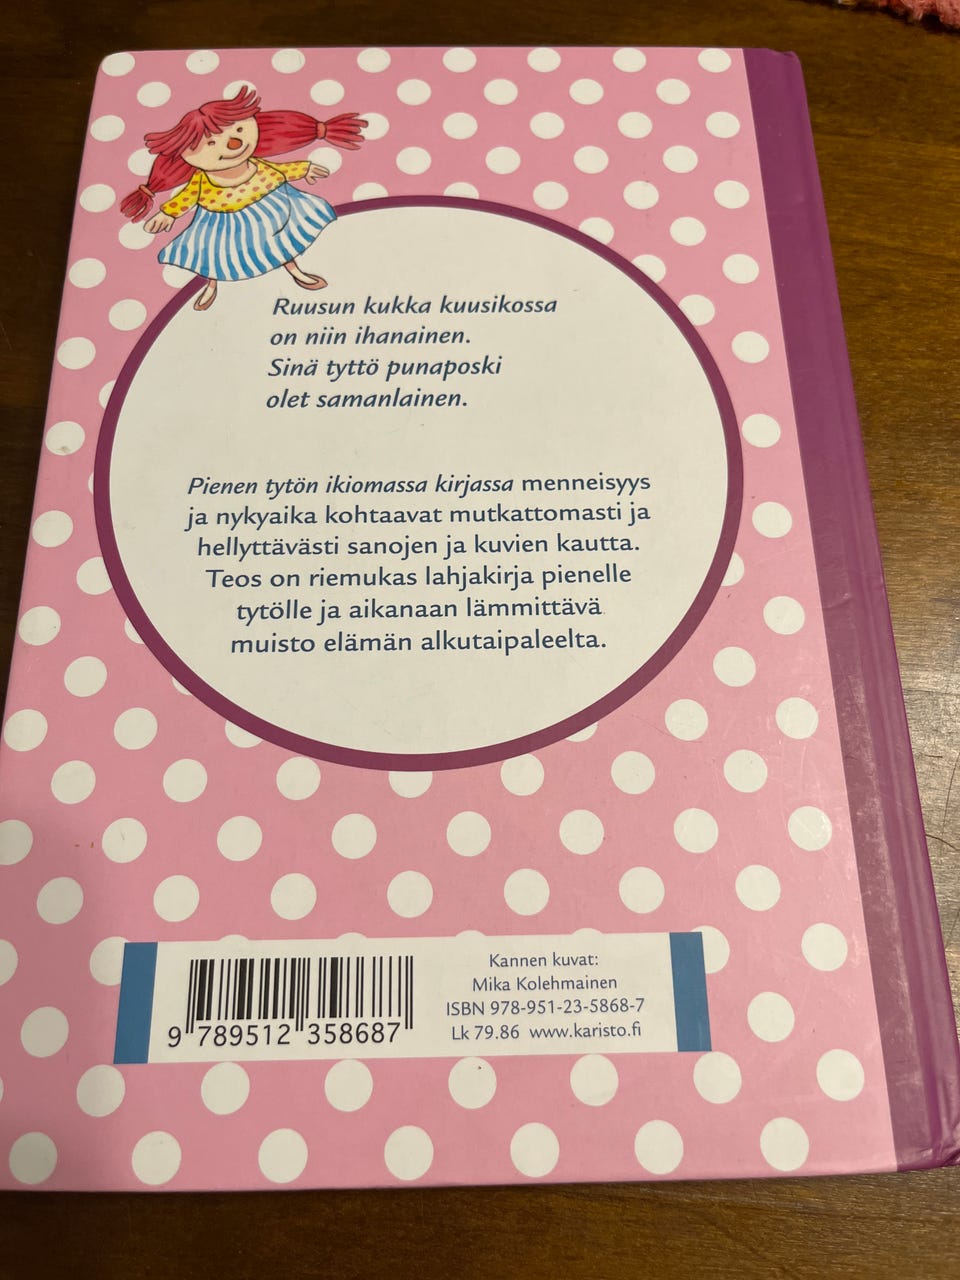 Ruusun kukka kuusikossa
on niin ihanainen.
Sinä tyttö punaposki
olet samanlainen.
Pienen tytön ikiomassa kirjassa menneisyys
ja nykyaika kohtaavat mutkattomasti ja
hellyttävästi sanojen ja kuvien kautta.
Teos on riemukas lahjakirja pienelle
tytölle ja aikanaan lämmittävä
muisto elämän alkutaipaleelta.
9 789512 358687
Kannen kuvat:
Mika Kolehmainen
ISBN 978-951-23-5868-7
Lk 79.86 www.karisto.fi